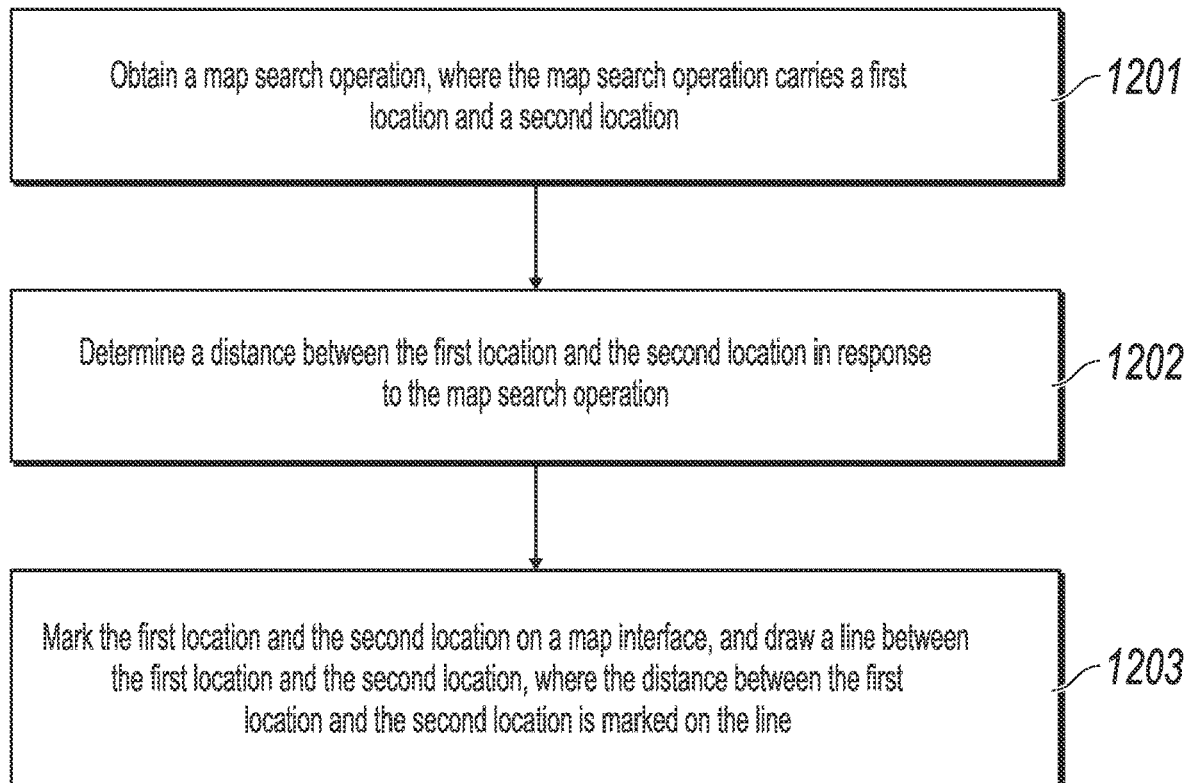 Obtain a map search operation, where the map search operation carries a first
location and a second location
1201
Determine a distance between the first location and the second location in response
to the map search operation
1202
Mark the first location and the second location on a map interface, and draw a line between
the first location and the second location, where the distance between the first
location and the second location is marked on the line
1203